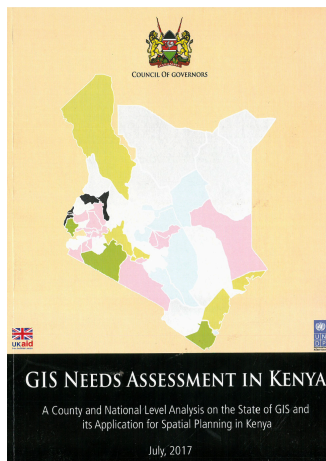 COUNCIL OF GOVERNORS
UKaid
GIS NEEDS ASSESSMENT IN KENYA
A County and National Level Analysis on the State of GIS and
its Application for Spatial Planning in Kenya
July, 2017